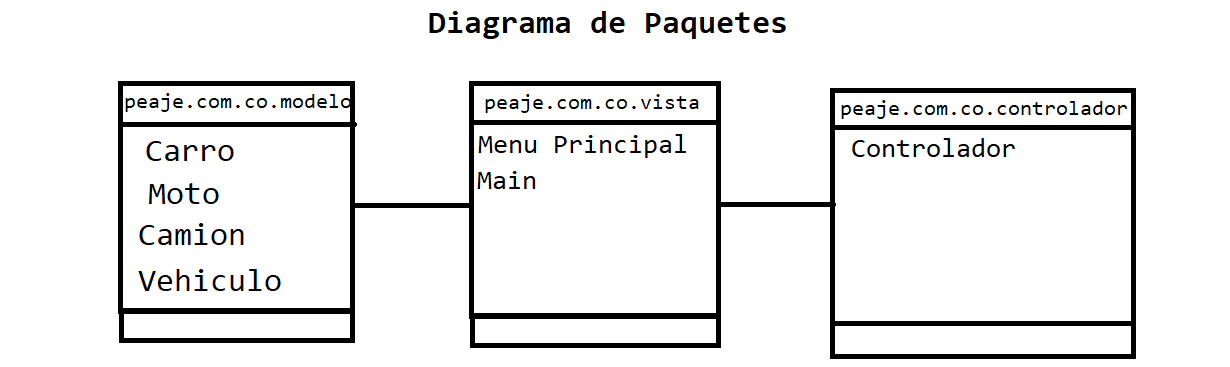 Diagrama de Paquetes
peaje.com.co.modelo
Carro
Moto
Camion
Vehiculo
peaje.com.co.vista
Menu Principal
Main
peaje.com.co.controlador
Controlador